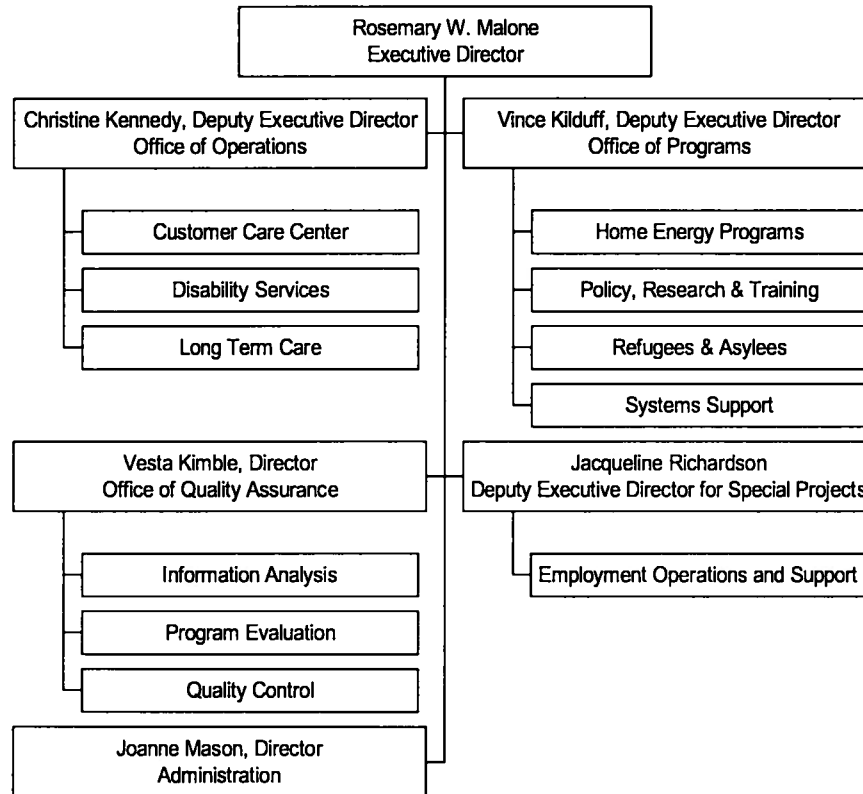 Rosemary W. Malone
Executive Director
Christine Kennedy, Deputy Executive Director
Office of Operations
Vince Kilduff, Deputy Executive Director
Office of Programs
Customer Care Center
Disability Services
Long Term Care
Home Energy Programs
Policy, Research & Training
Refugees & Asylees
Systems Support
Vesta Kimble, Director
Office of Quality Assurance
Jacqueline Richardson
Deputy Executive Director for Special Projects
Information Analysis
Program Evaluation
Quality Control
Employment Operations and Support
Joanne Mason, Director
Administration